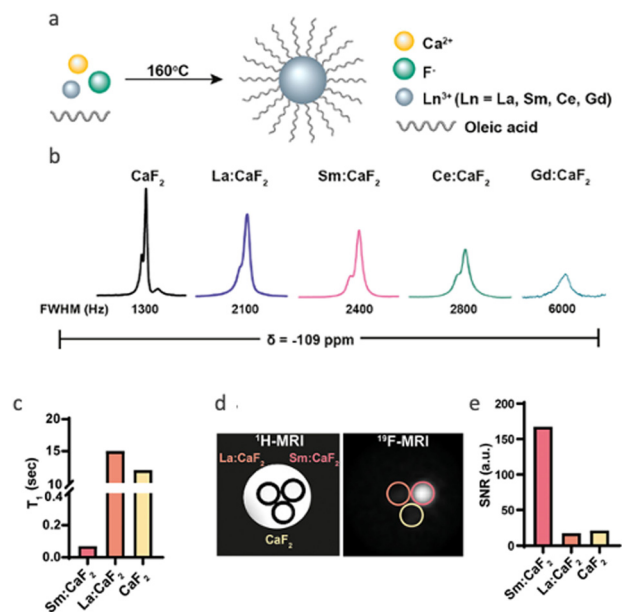 a
160°C
Ca²⁺
F⁻
Ln³⁺ (Ln = La, Sm, Ce, Gd)
Oleic acid
b
CaF₂ La:CaF₂ Sm:CaF₂ Ce:CaF₂ Gd:CaF₂
FWHM (Hz) 1300 2100 2400 2800 6000
δ = -109 ppm
c
T₁ (sec)
20
15
10
0.4
0.2
0.0
Sm:CaF₂ La:CaF₂ CaF₂
d
¹H-MRI ¹⁹F-MRI
La:CaF₂ Sm:CaF₂
CaF₂
e
SNR (a.u.)
200
150
100
50
0
Sm:CaF₂ La:CaF₂ CaF₂